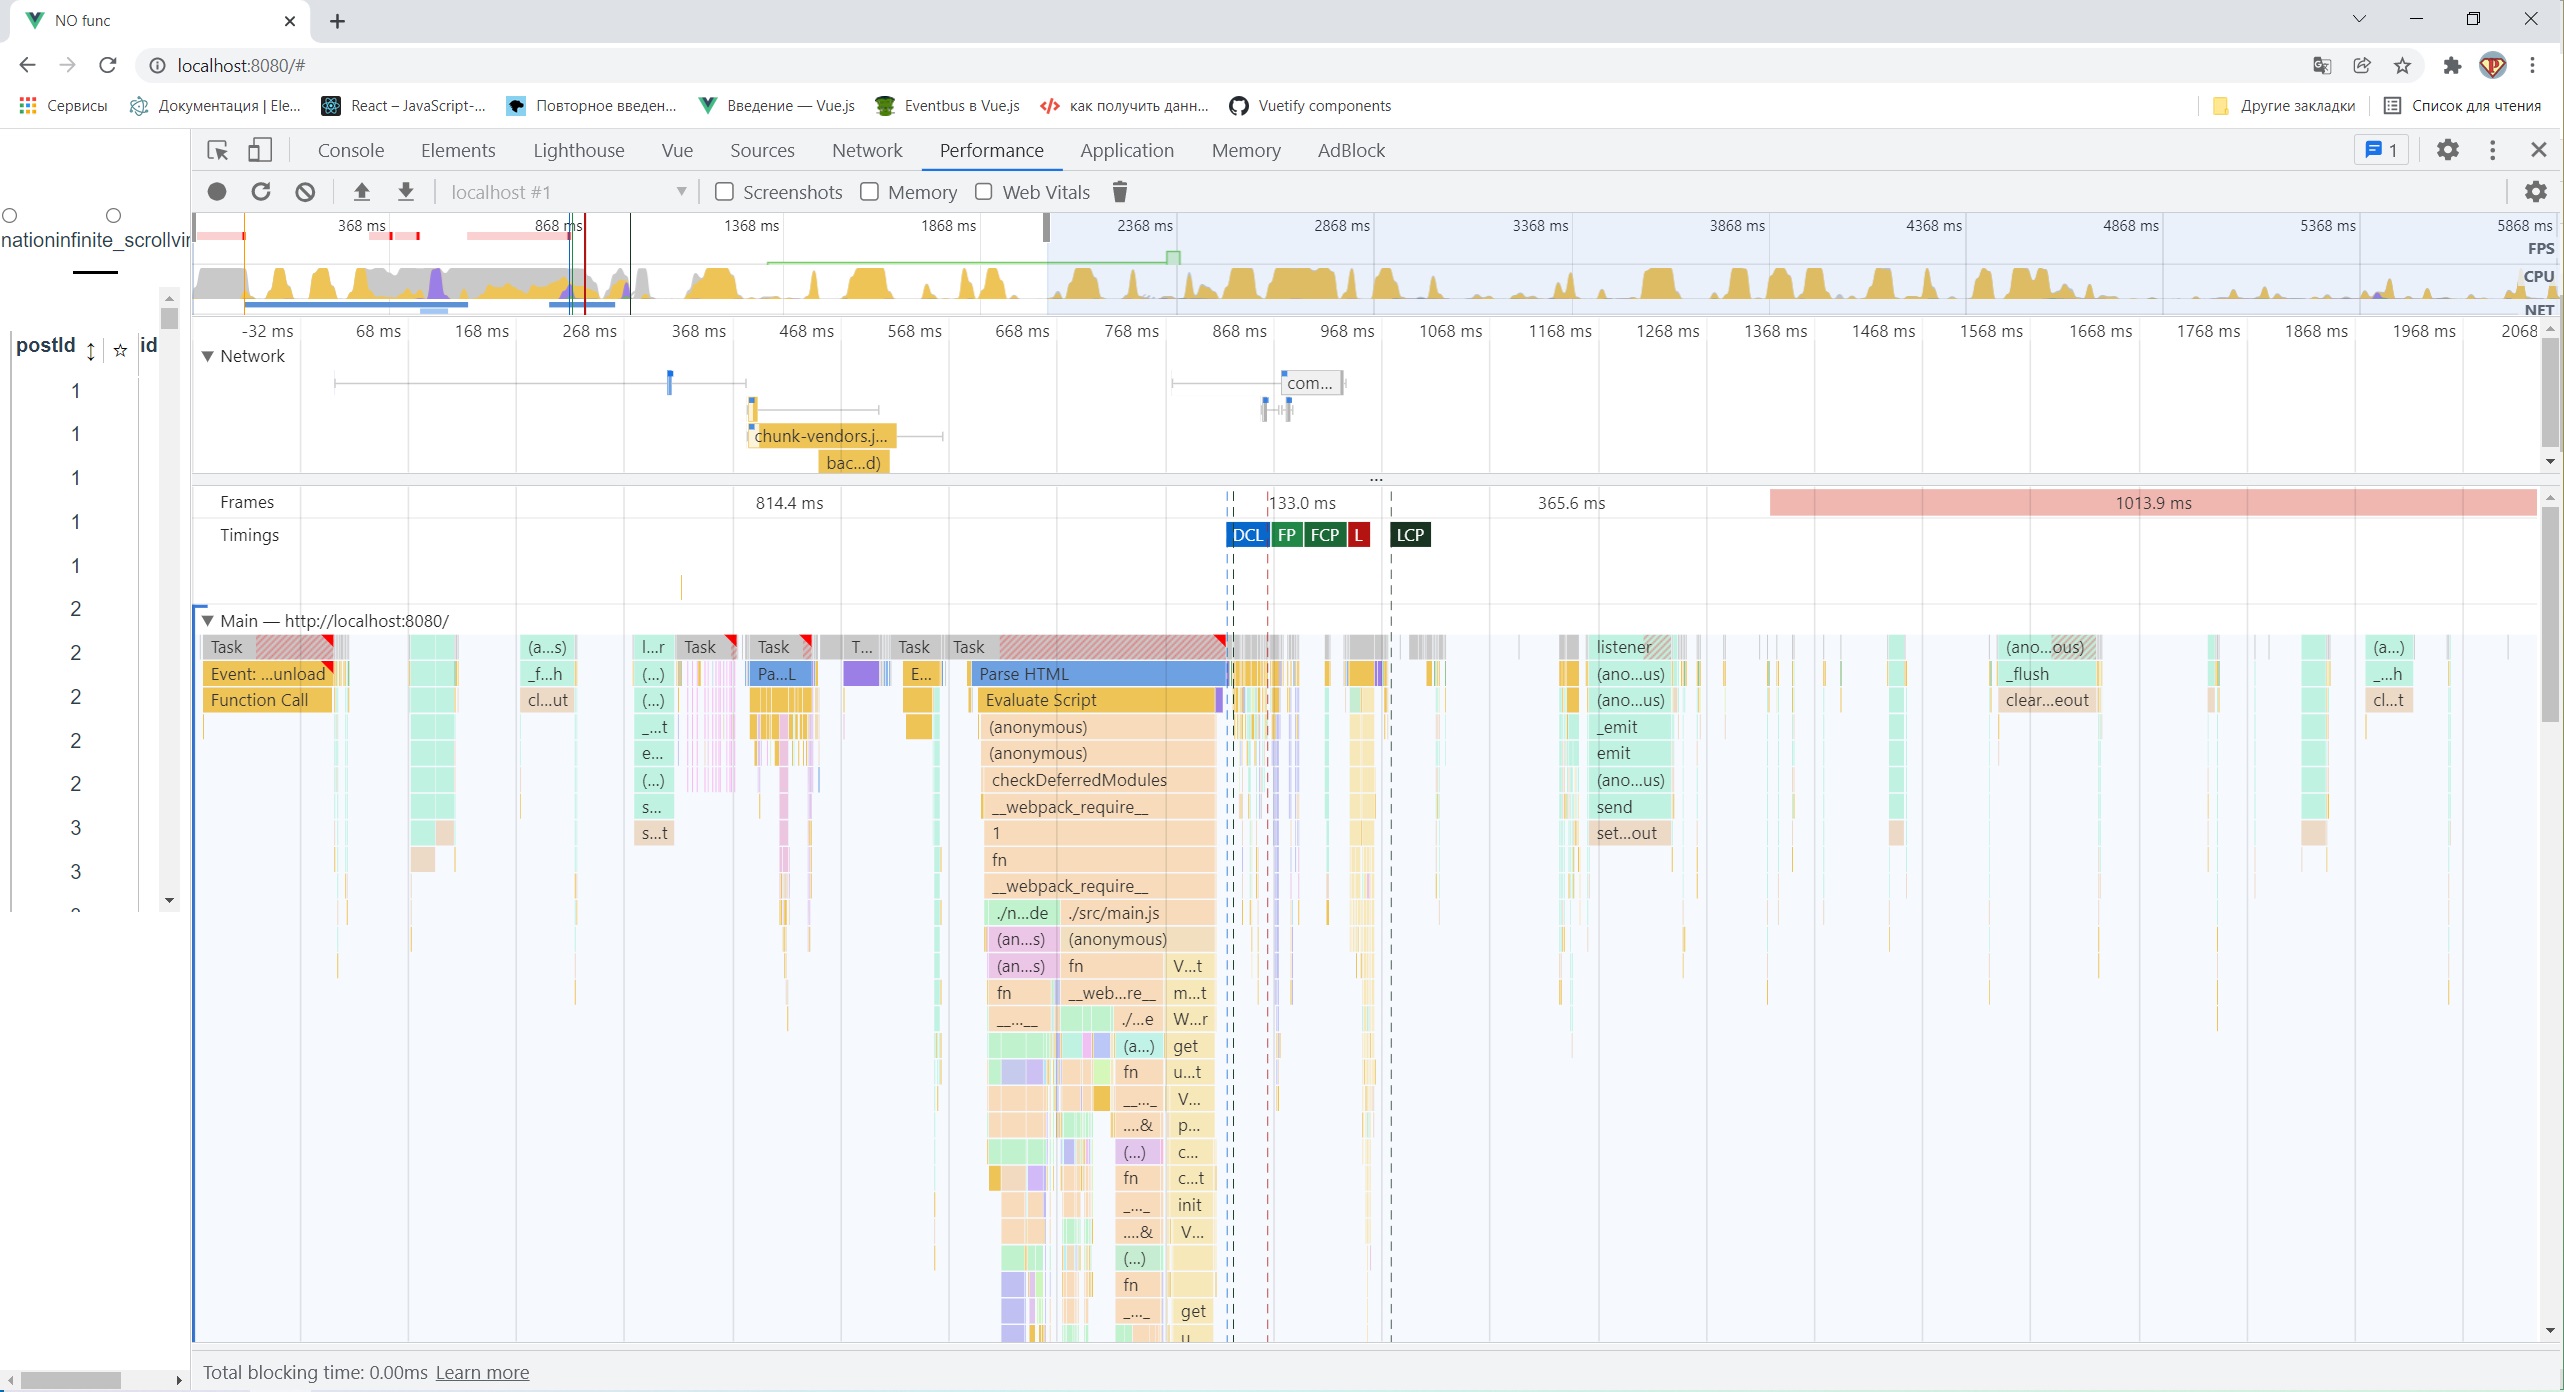 NO func
localhost:8080/#
Сервисы
Документация | Ele...
React – JavaScript-...
Повторное введен...
Введение — Vue.js
Eventbus в Vue.js
как получить данн...
Vuetify components
Другие закладки
Список для чтения
Console Elements Lighthouse Vue Sources Network Performance Application Memory AdBlock 1
localhost #1 Screenshots Memory Web Vitals
368 ms 868 ms 1368 ms 1868 ms 2368 ms 2868 ms 3368 ms 3868 ms 4368 ms 4868 ms 5368 ms 5868 ms
FPS
CPU
NET
nationinfinite_scrollvir
postId id
1
1
1
1
1
2
2
2
2
2
3
3
-32 ms 68 ms 168 ms 268 ms 368 ms 468 ms 568 ms 668 ms 768 ms 868 ms 968 ms 1068 ms 1168 ms 1268 ms 1368 ms 1468 ms 1568 ms 1668 ms 1768 ms 1868 ms 1968 ms 2068
Network
com...
chunk-vendors.j...
bac...d)
...
Frames 814.4 ms 133.0 ms 365.6 ms 1013.9 ms
Timings DCL FP FCP L LCP
Main — http://localhost:8080/
Task (a...s) l...r Task Task T... Task Task listener (ano...ous) (a...)
Event: ...unload _f...h (...) Pa...L E... Parse HTML (ano...us) _flush _...h
Function Call cl...ut (...) Evaluate Script (ano...us) clear...eout cl...t
_...t (anonymous) _emit
e... (anonymous) emit
(...) checkDeferredModules (ano...us)
s... __webpack_require__ send
s...t 1 set...out
fn
__webpack_require__
./n...de ./src/main.js
(an...s) (anonymous)
(an...s) fn V...t
fn __web...re__ m...t
__...__ ./...e W...r
(a...) get
fn u...t
__..._ V...
....& p...
(...) c...
fn c...t
_..._ init
....& V...
(...)
fn
_..._ get
Total blocking time: 0.00ms Learn more